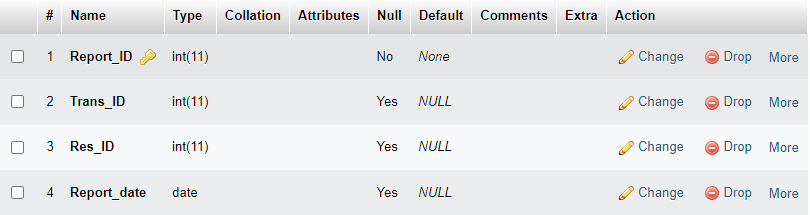 # Name Type Collation Attributes Null Default Comments Extra Action
1 Report_ID int(11) No None Change Drop More
2 Trans_ID int(11) Yes NULL Change Drop More
3 Res_ID int(11) Yes NULL Change Drop More
4 Report_date date Yes NULL Change Drop More